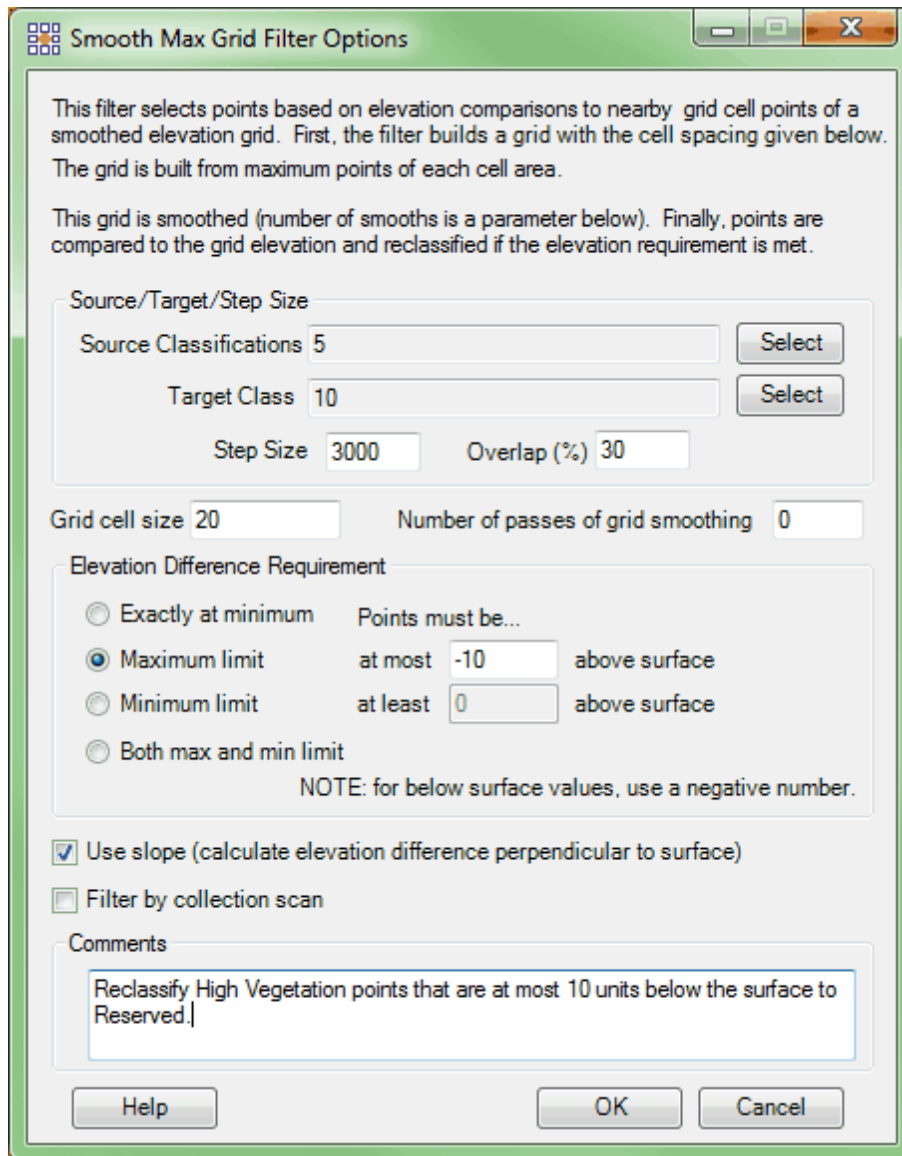 Smooth Max Grid Filter Options
This filter selects points based on elevation comparisons to nearby grid cell points of a
smoothed elevation grid. First, the filter builds a grid with the cell spacing given below.
The grid is built from maximum points of each cell area.
This grid is smoothed (number of smooths is a parameter below). Finally, points are
compared to the grid elevation and reclassified if the elevation requirement is met.
Source/Target/Step Size
Source Classifications 5 Select
Target Class 10 Select
Step Size 3000 Overlap (%) 30
Grid cell size 20 Number of passes of grid smoothing 0
Elevation Difference Requirement
Exactly at minimum Points must be...
Maximum limit at most -10 above surface
Minimum limit at least 0 above surface
Both max and min limit
NOTE: for below surface values, use a negative number.
Use slope (calculate elevation difference perpendicular to surface)
Filter by collection scan
Comments
Reclassify High Vegetation points that are at most 10 units below the surface to
Reserved.
Help OK Cancel